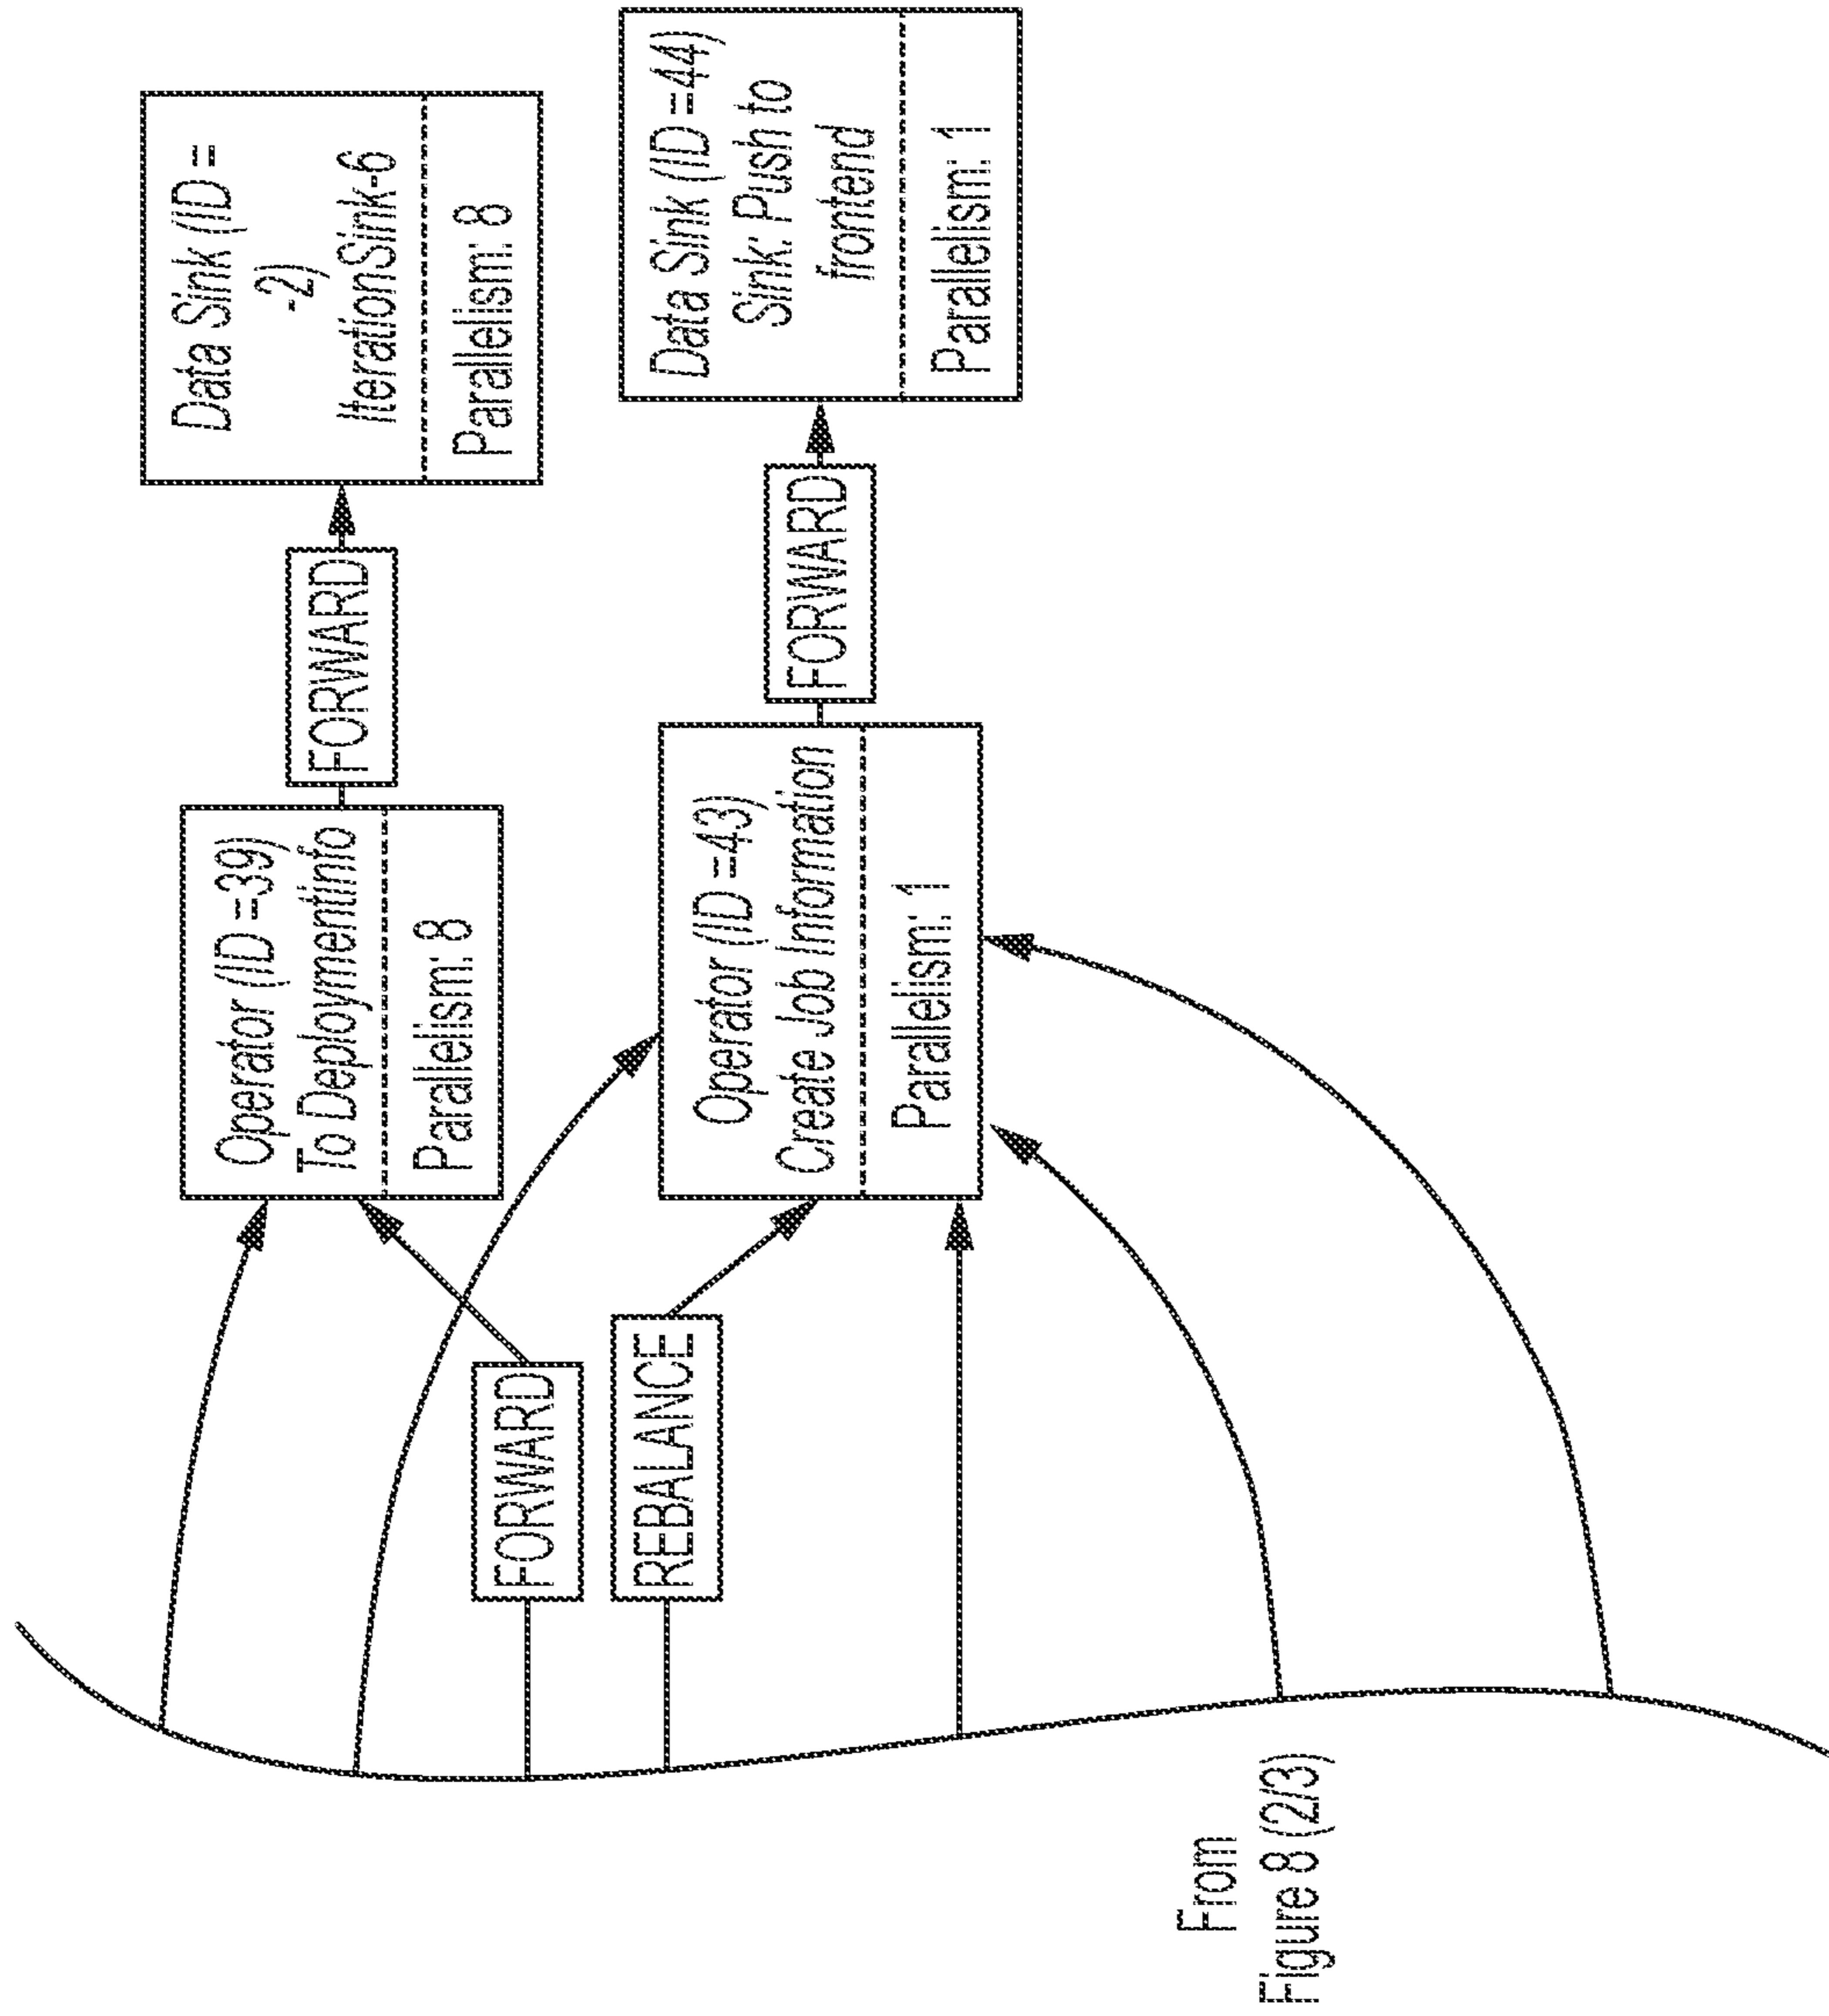 Data Sink (ID =
-2)
IterationSink-6
Parallelism: 8
FORWARD
Operator (ID =39)
To DeploymentInfo
Parallelism: 8
Data Sink (ID =44)
Sink: Push to
frontend
Parallelism: 1
FORWARD
Operator (ID =43)
Create Job Information
Parallelism: 1
FORWARD
REBALANCE
From
Figure 8 (2/3)